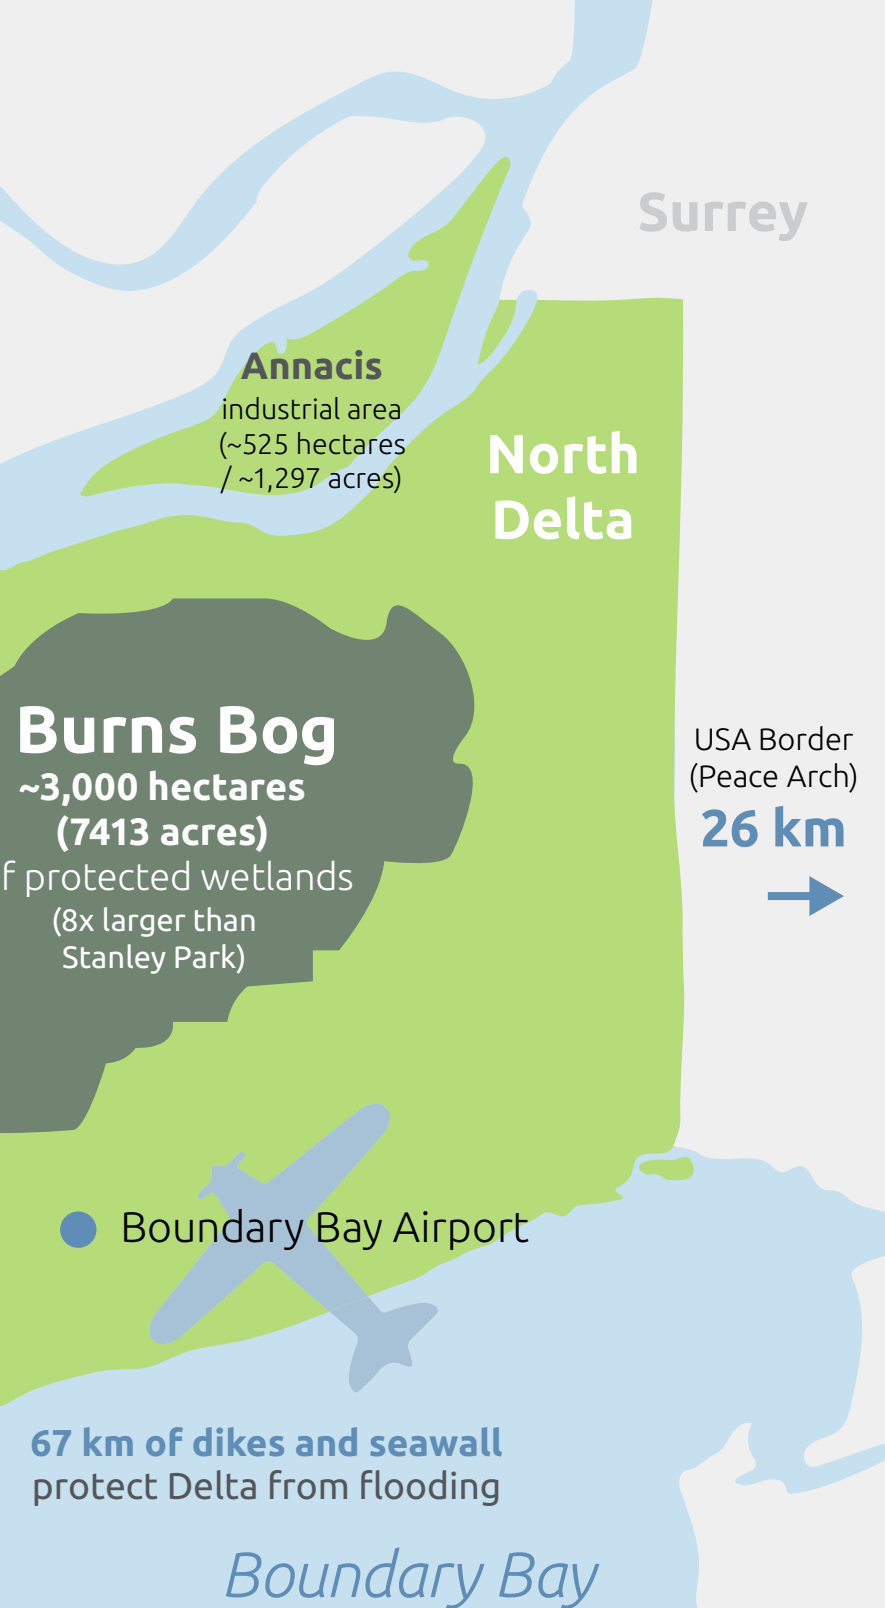 Surrey
Annacis
industrial area
(~525 hectares
/ ~1,297 acres)
North
Delta
Burns Bog
~3,000 hectares
(7413 acres)
f protected wetlands
(8x larger than
Stanley Park)
USA Border
(Peace Arch)
26 km
Boundary Bay Airport
67 km of dikes and seawall
protect Delta from flooding
Boundary Bay